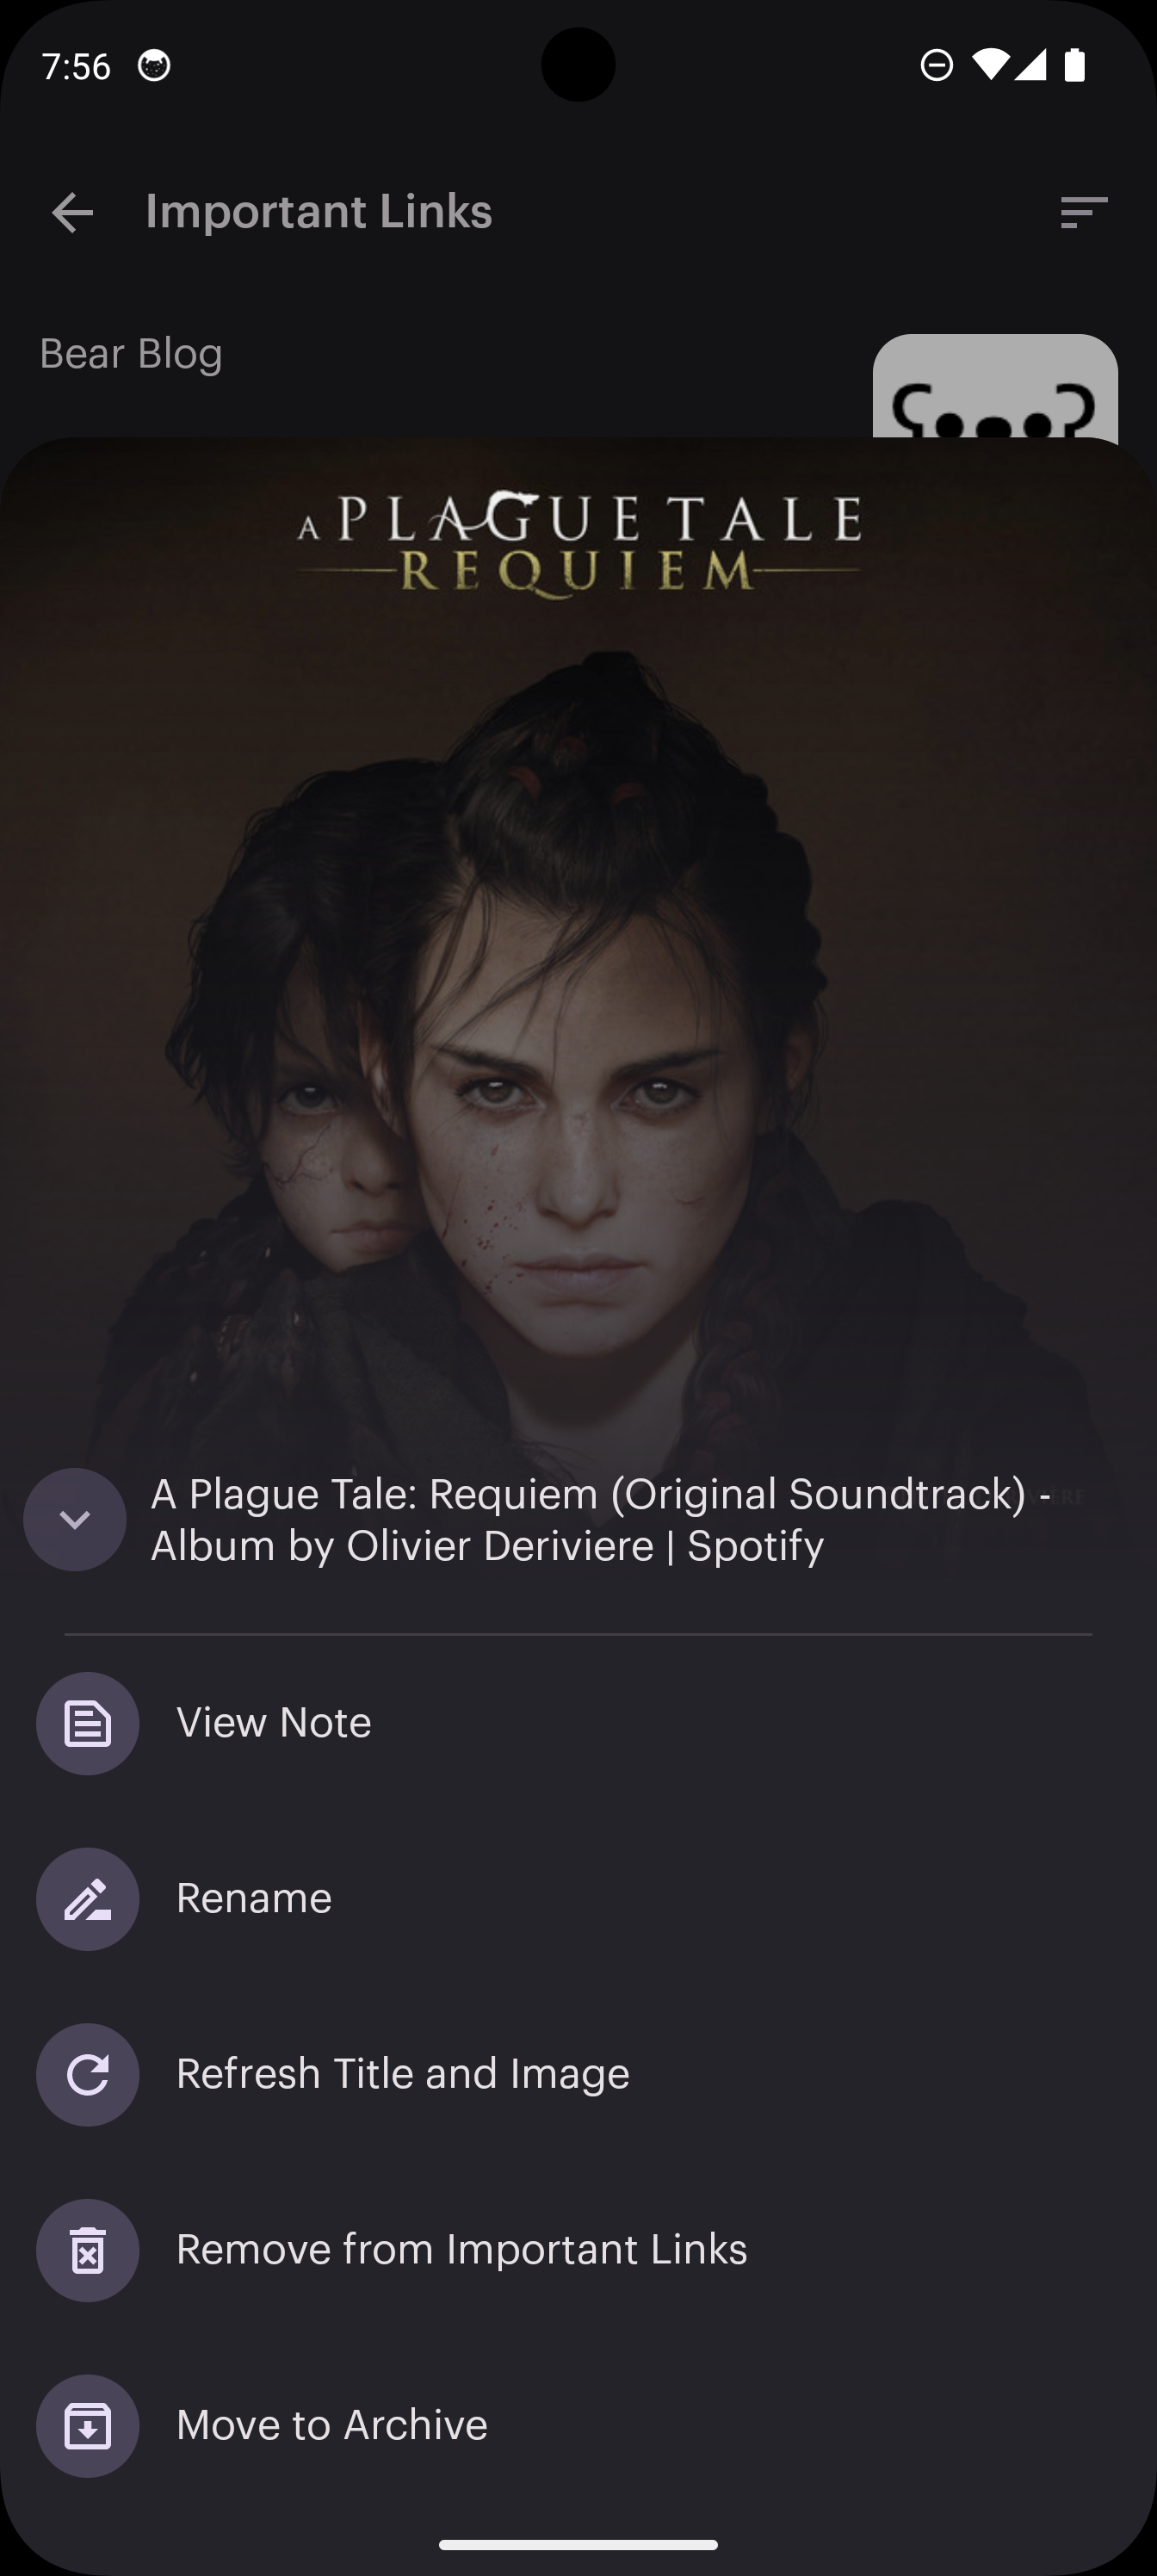 7:56
Important Links
Bear Blog
A PLAGUE TALE
REQUIEM
A Plague Tale: Requiem (Original Soundtrack) -
Album by Olivier Deriviere | Spotify
View Note
Rename
Refresh Title and Image
Remove from Important Links
Move to Archive